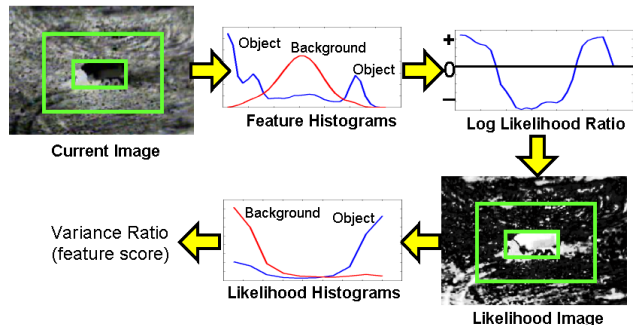 Object
Background
Object
Feature Histograms
+
0
−
Log Likelihood Ratio
Current Image
Background
Object
Likelihood Histograms
Variance Ratio
(feature score)
Likelihood Image